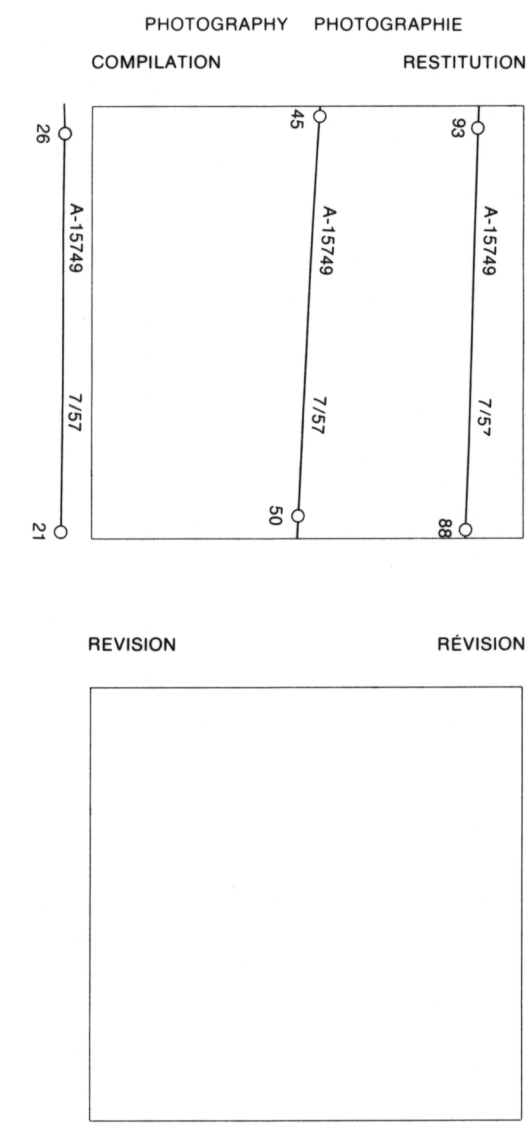 PHOTOGRAPHY PHOTOGRAPHIE
COMPILATION RESTITUTION
26 A-15749 7/57 21
45 A-15749 7/57 50
93 A-15749 7/57 88
REVISION RÉVISION